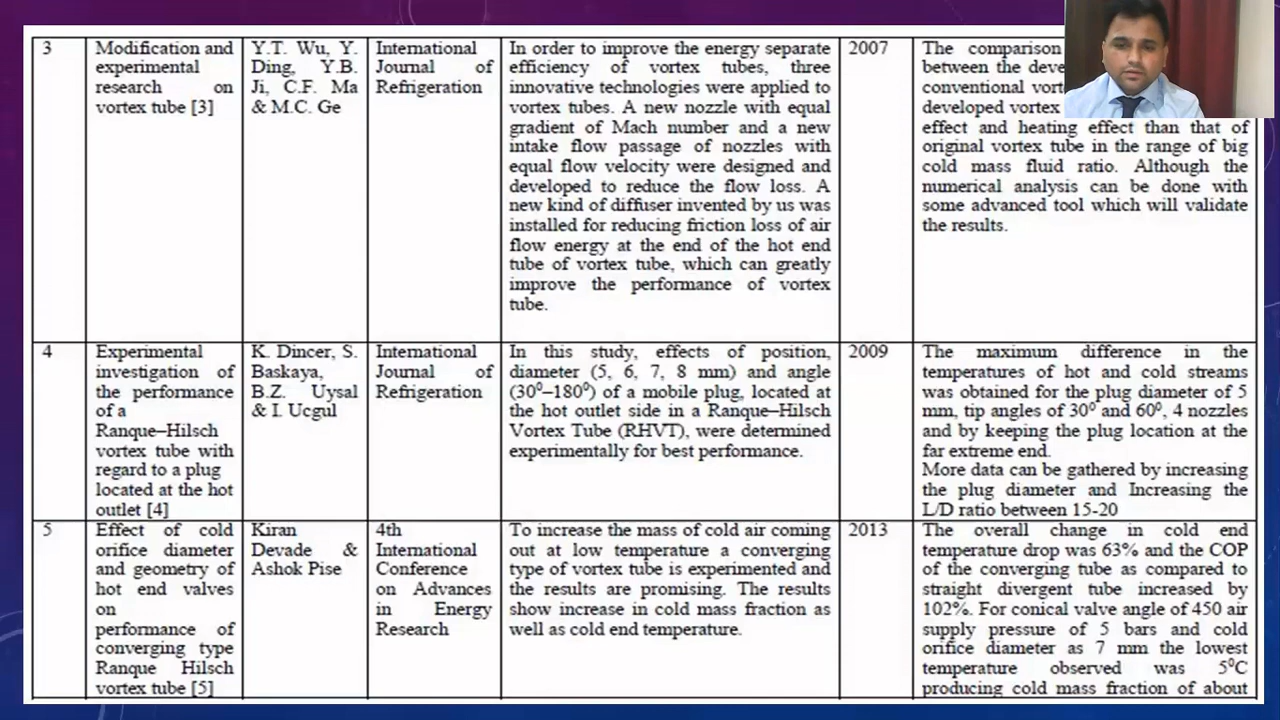 3
Modification and
experimental
research on
vortex tube [3]
Y.T. Wu, Y.
Ding, Y.B.
Ji, C.F. Ma
& M.C. Ge
International
Journal of
Refrigeration
In order to improve the energy separate
efficiency of vortex tubes, three
innovative technologies were applied to
vortex tubes. A new nozzle with equal
gradient of Mach number and a new
intake flow passage of nozzles with
equal flow velocity were designed and
developed to reduce the flow loss. A
new kind of diffuser invented by us was
installed for reducing friction loss of air
flow energy at the end of the hot end
tube of vortex tube, which can greatly
improve the performance of vortex
tube.
2007
The comparison
between the
conventional
developed vortex
effect and heating effect than that of
original vortex tube in the range of big
cold mass fluid ratio. Although the
numerical analysis can be done with
some advanced tool which will validate
the results.
4
Experimental
investigation of
the performance
of a
Ranque–Hilsch
vortex tube with
regard to a plug
located at the hot
outlet [4]
K. Dincer, S.
Baskaya,
B.Z. Uysal
& I. Ucgul
International
Journal of
Refrigeration
In this study, effects of position,
diameter (5, 6, 7, 8 mm) and angle
(30⁰–180⁰) of a mobile plug, located at
the hot outlet side in a Ranque–Hilsch
Vortex Tube (RHVT), were determined
experimentally for best performance.
2009
The maximum difference in the
temperatures of hot and cold streams
was obtained for the plug diameter of 5
mm, tip angles of 30⁰ and 60⁰, 4 nozzles
and by keeping the plug location at the
far extreme end.
More data can be gathered by increasing
the plug diameter and Increasing the
L/D ratio between 15-20
5
Effect of cold
orifice diameter
and geometry of
hot end valves
on
performance of
converging type
Ranque Hilsch
vortex tube [5]
Kiran
Devade &
Ashok Pise
4th
International
Conference
on Advances
in Energy
Research
To increase the mass of cold air coming
out at low temperature a converging
type of vortex tube is experimented and
the results are promising. The results
show increase in cold mass fraction as
well as cold end temperature.
2013
The overall change in cold end
temperature drop was 63% and the COP
of the converging tube as compared to
straight divergent tube increased by
102%. For conical valve angle of 450 air
supply pressure of 5 bars and cold
orifice diameter as 7 mm the lowest
temperature observed was 5⁰C
producing cold mass fraction of about